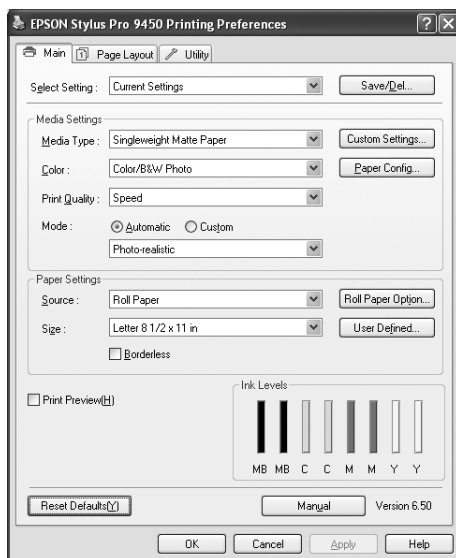 EPSON Stylus Pro 9450 Printing Preferences
Main Page Layout Utility
Select Setting : Current Settings Save/Del...
Media Settings
Media Type : Singleweight Matte Paper Custom Settings...
Color : Color/B&W Photo Paper Config...
Print Quality : Speed
Mode : Automatic Custom
Photo-realistic
Paper Settings
Source : Roll Paper Roll Paper Option...
Size : Letter 8 1/2 x 11 in User Defined...
Borderless
Print Preview(H)
Ink Levels
MB MB C C M M Y Y
Reset Defaults(Y) Manual Version 6.50
OK Cancel Apply Help